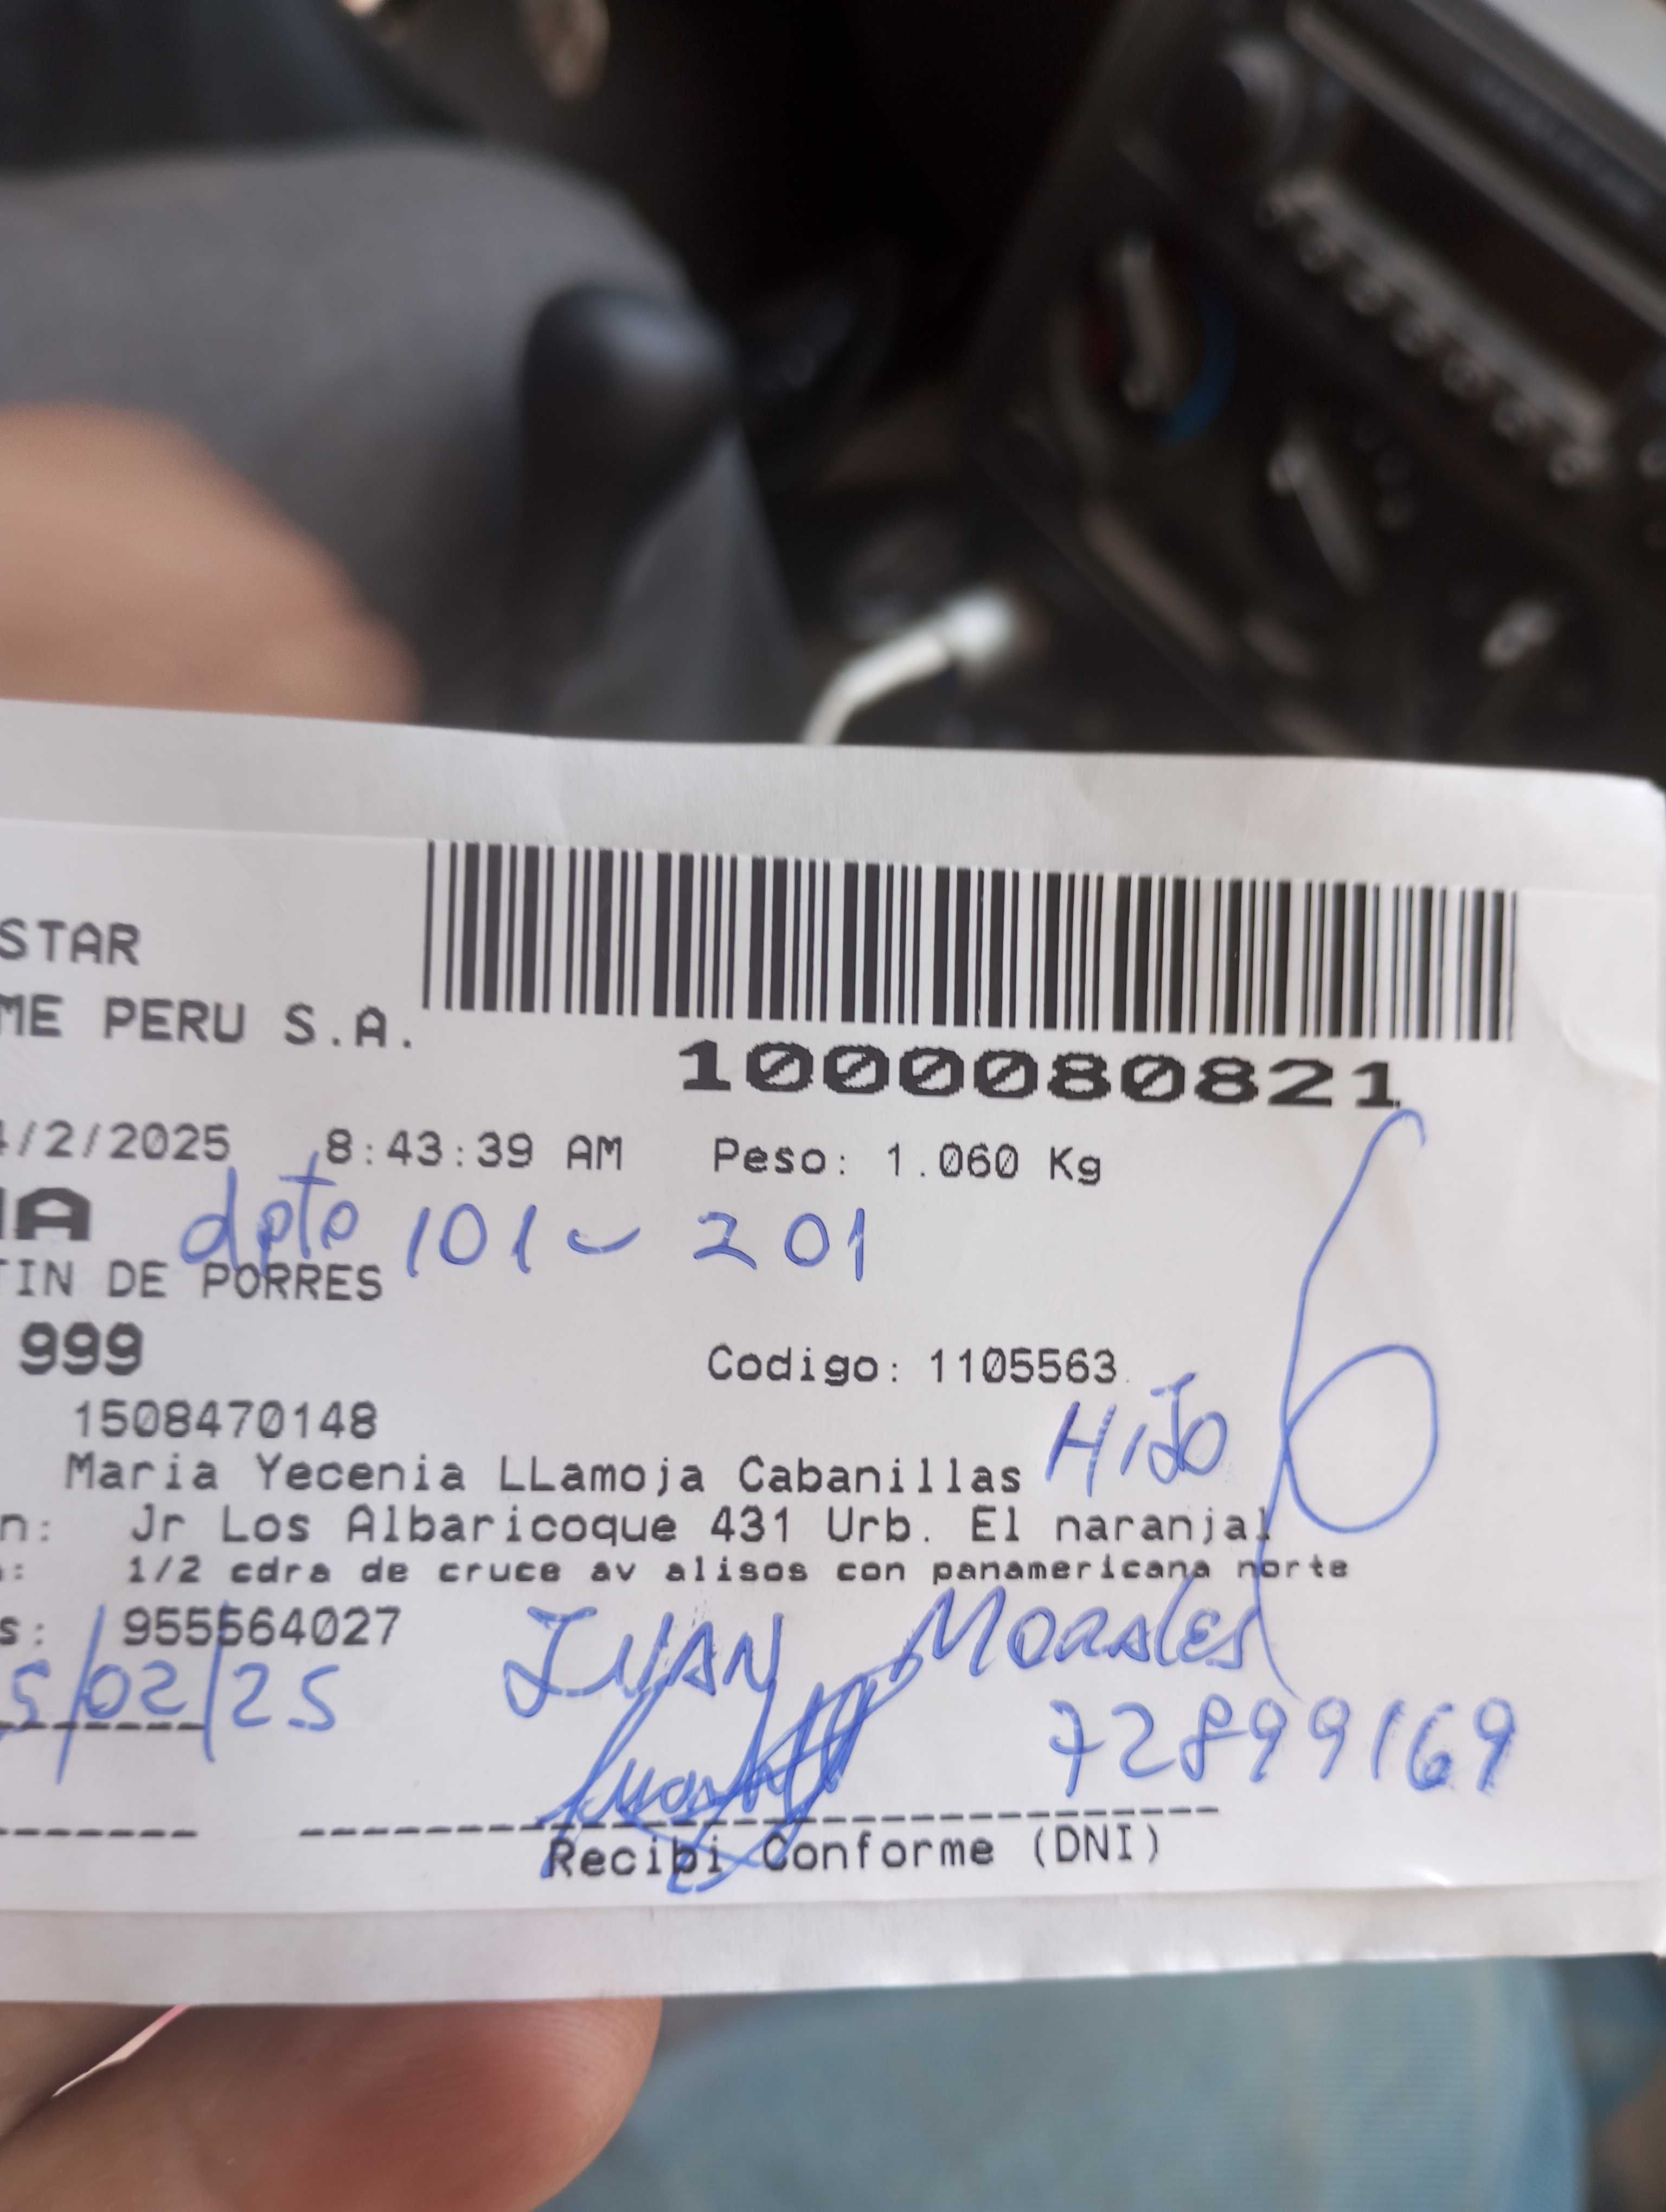 STAR
ME PERU S.A.
1000080821
4/2/2025 8:43:39 AM Peso: 1.060 Kg
MA dpto 101 - 201
TIN DE PORRES
999 Codigo: 1105563
1508470148
Maria Yecenia LLamoja Cabanillas HIJO
n: Jr Los Albaricoque 431 Urb. El naranjal
a: 1/2 cdra de cruce av alisos con panamericana norte
s: 955564027
5/02/25 IVAN Morales
72899169
Recibi Conforme (DNI)